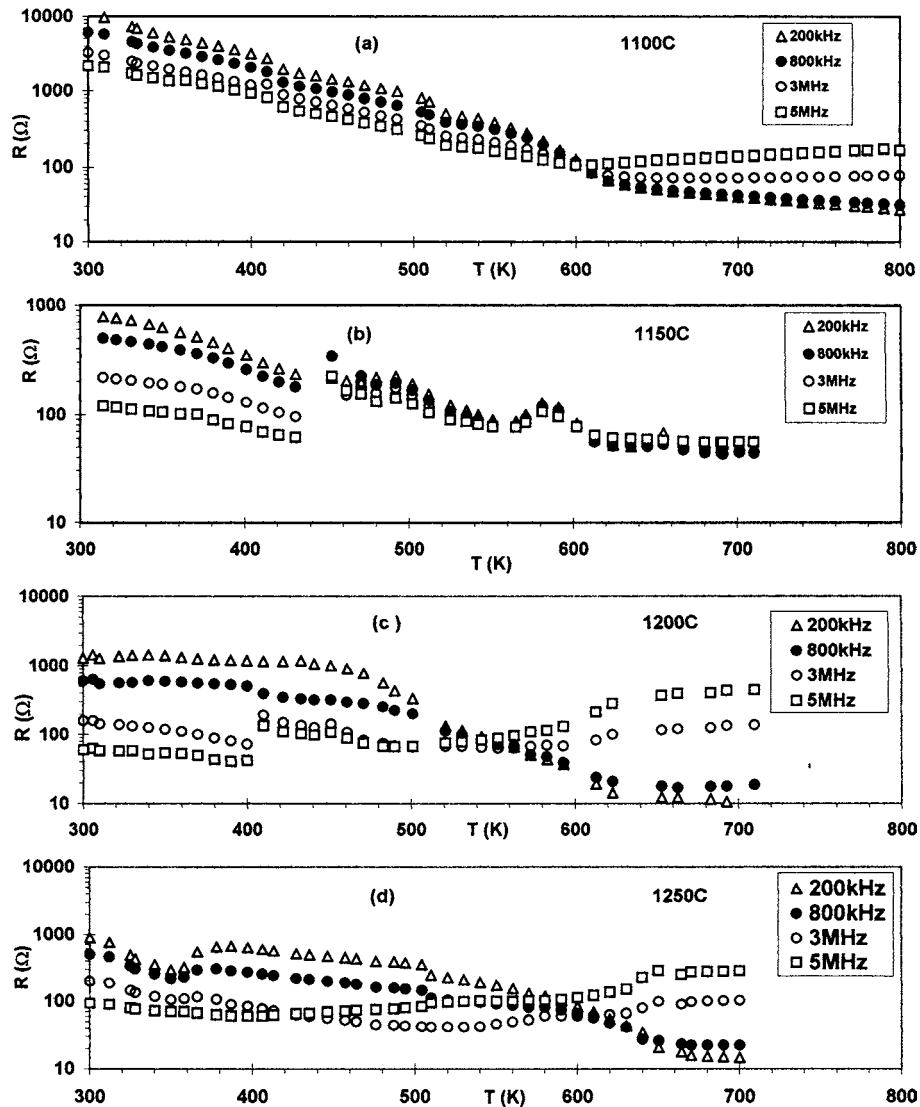 10000
1000
100
10
R (Ω)
(a)
1100C
△ 200kHz
● 800kHz
○ 3MHz
□ 5MHz
300 400 500 600 700 800
T (K)
1000
100
10
R (Ω)
(b)
1150C
△ 200kHz
● 800kHz
○ 3MHz
□ 5MHz
300 400 500 600 700 800
T (K)
10000
1000
100
10
R (Ω)
(c )
1200C
△ 200kHz
● 800kHz
○ 3MHz
□ 5MHz
300 400 500 600 700 800
T (K)
10000
1000
100
10
R (Ω)
(d)
1250C
△ 200kHz
● 800kHz
○ 3MHz
□ 5MHz
300 400 500 600 700 800
T (K)